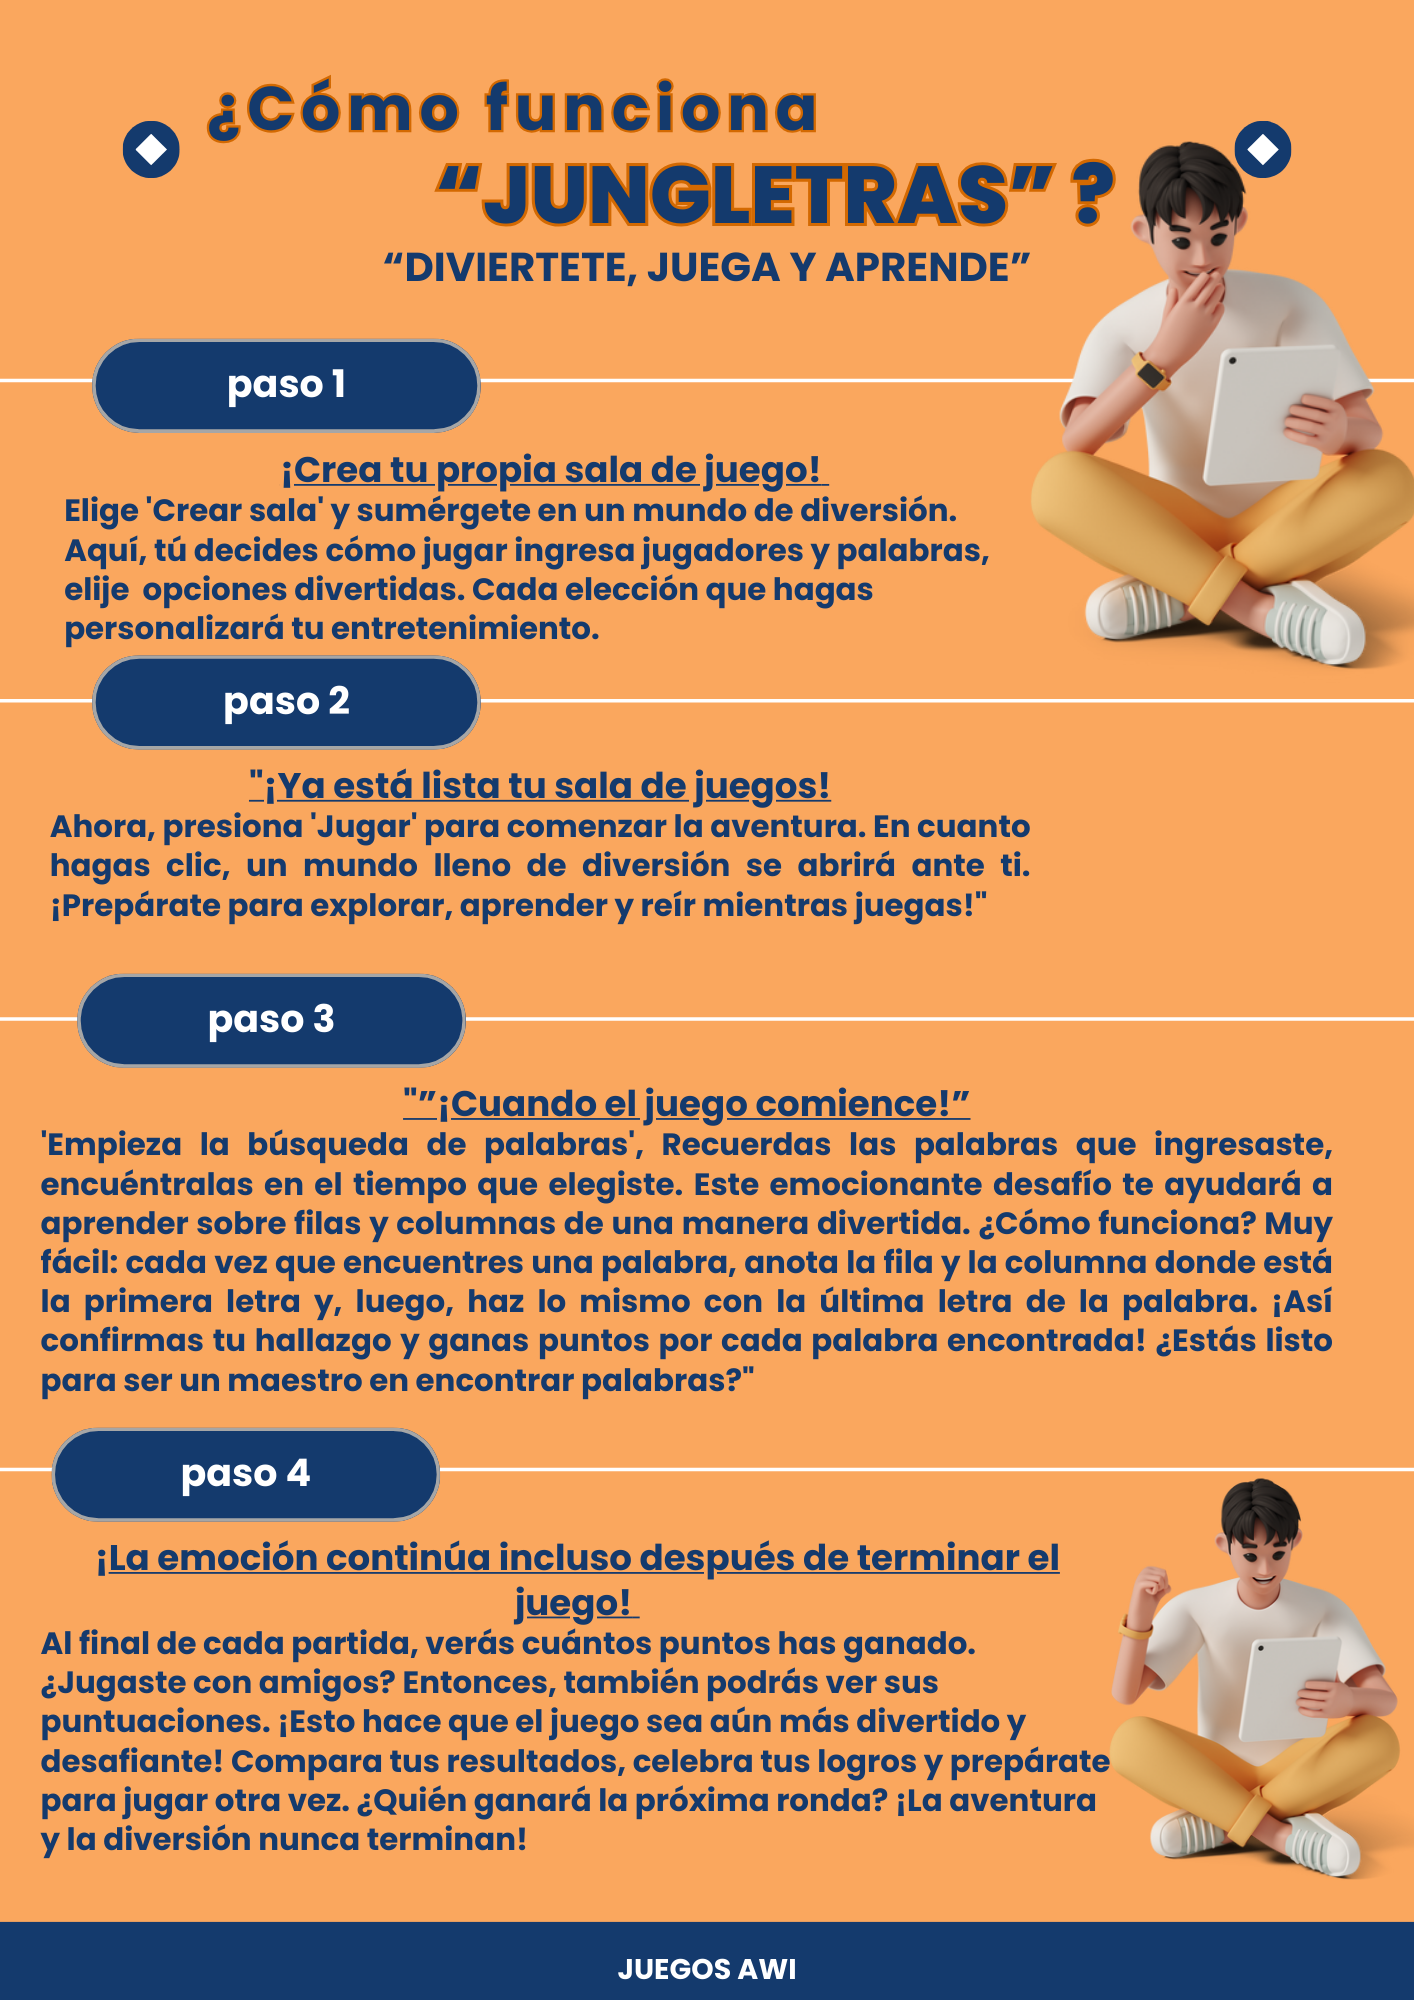 ¿Cómo funciona
“JUNGLETRAS” ?
“DIVIERTETE, JUEGA Y APRENDE”
paso 1
¡Crea tu propia sala de juego!
Elige 'Crear sala' y sumérgete en un mundo de diversión.
Aquí, tú decides cómo jugar ingresa jugadores y palabras,
elije  opciones divertidas. Cada elección que hagas
personalizará tu entretenimiento.
paso 2
"¡Ya está lista tu sala de juegos!
Ahora, presiona 'Jugar' para comenzar la aventura. En cuanto
hagas clic, un mundo lleno de diversión se abrirá ante ti.
¡Prepárate para explorar, aprender y reír mientras juegas!"
paso 3
"”¡Cuando el juego comience!”
'Empieza la búsqueda de palabras', Recuerdas las palabras que ingresaste,
encuéntralas en el tiempo que elegiste. Este emocionante desafío te ayudará a
aprender sobre filas y columnas de una manera divertida. ¿Cómo funciona? Muy
fácil: cada vez que encuentres una palabra, anota la fila y la columna donde está
la primera letra y, luego, haz lo mismo con la última letra de la palabra. ¡Así
confirmas tu hallazgo y ganas puntos por cada palabra encontrada! ¿Estás listo
para ser un maestro en encontrar palabras?"
paso 4
¡La emoción continúa incluso después de terminar el
juego!
Al final de cada partida, verás cuántos puntos has ganado.
¿Jugaste con amigos? Entonces, también podrás ver sus
puntuaciones. ¡Esto hace que el juego sea aún más divertido y
desafiante! Compara tus resultados, celebra tus logros y prepárate
para jugar otra vez. ¿Quién ganará la próxima ronda? ¡La aventura
y la diversión nunca terminan!
JUEGOS AWI